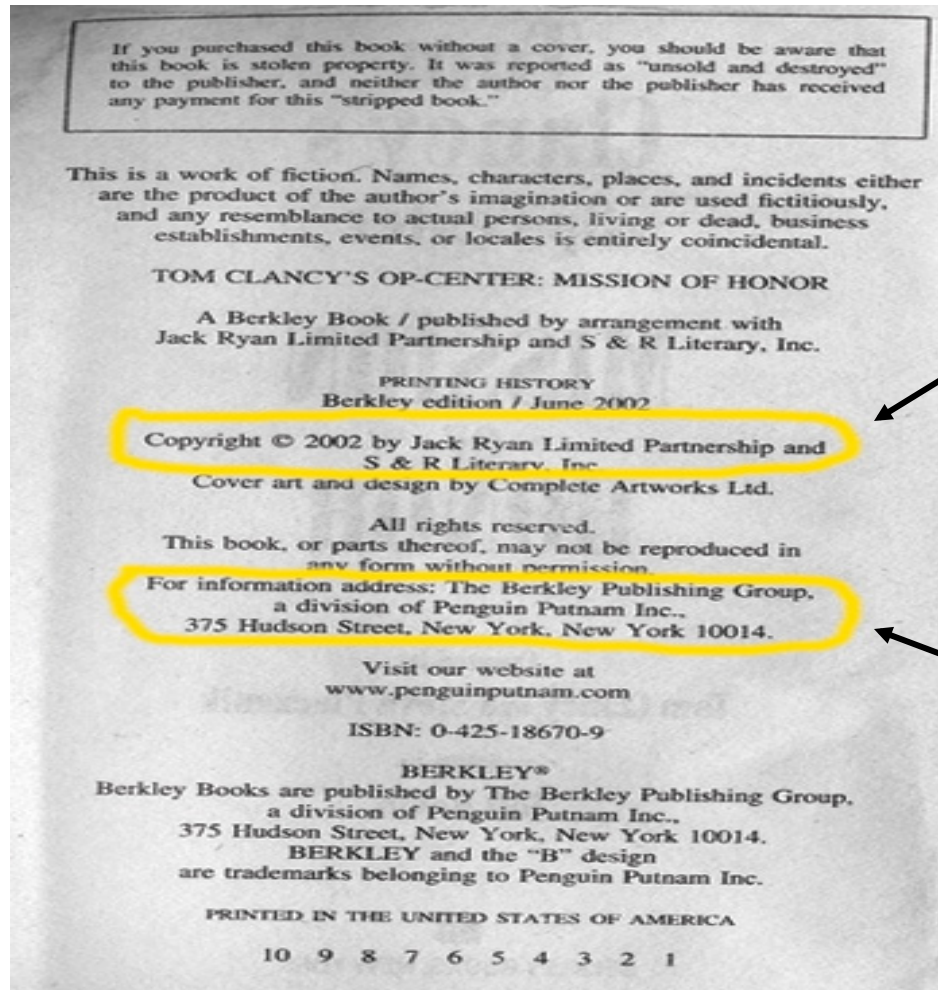 If you purchased this book without a cover, you should be aware that
this book is stolen property. It was reported as "unsold and destroyed"
to the publisher, and neither the author nor the publisher has received
any payment for this "stripped book."
This is a work of fiction. Names, characters, places, and incidents either
are the product of the author's imagination or are used fictitiously,
and any resemblance to actual persons, living or dead, business
establishments, events, or locales is entirely coincidental.
TOM CLANCY'S OP-CENTER: MISSION OF HONOR
A Berkley Book / published by arrangement with
Jack Ryan Limited Partnership and S & R Literary, Inc.
PRINTING HISTORY
Berkley edition / June 2002
Copyright © 2002 by Jack Ryan Limited Partnership and
S & R Literary, Inc.
Cover art and design by Complete Artworks Ltd.
All rights reserved.
This book, or parts thereof, may not be reproduced in
any form without permission.
For information address: The Berkley Publishing Group,
a division of Penguin Putnam Inc.,
375 Hudson Street, New York, New York 10014.
Visit our website at
www.penguinputnam.com
ISBN: 0-425-18670-9
BERKLEY®
Berkley Books are published by The Berkley Publishing Group,
a division of Penguin Putnam Inc.,
375 Hudson Street, New York, New York 10014.
BERKLEY and the "B" design
are trademarks belonging to Penguin Putnam Inc.
PRINTED IN THE UNITED STATES OF AMERICA
10 9 8 7 6 5 4 3 2 1